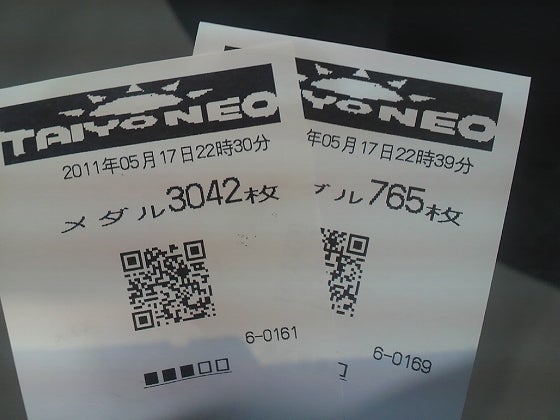 TAIYO NEO
2011年05月17日22時30分
メダル3042枚
6-0161
■■■□□
YO NEO
年05月17日22時39分
ブル765枚
6-0169